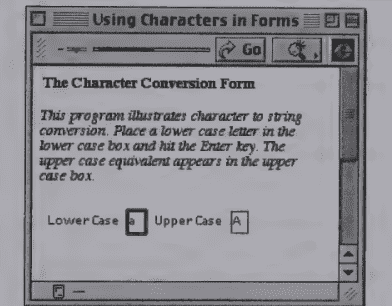 Using Characters in Forms
Go
The Character Conversion Form
This program illustrates character to string
conversion. Place a lower case letter in the
lower case box and hit the Enter key. The
upper case equivalent appears in the upper
case box.
Lower Case a Upper Case A